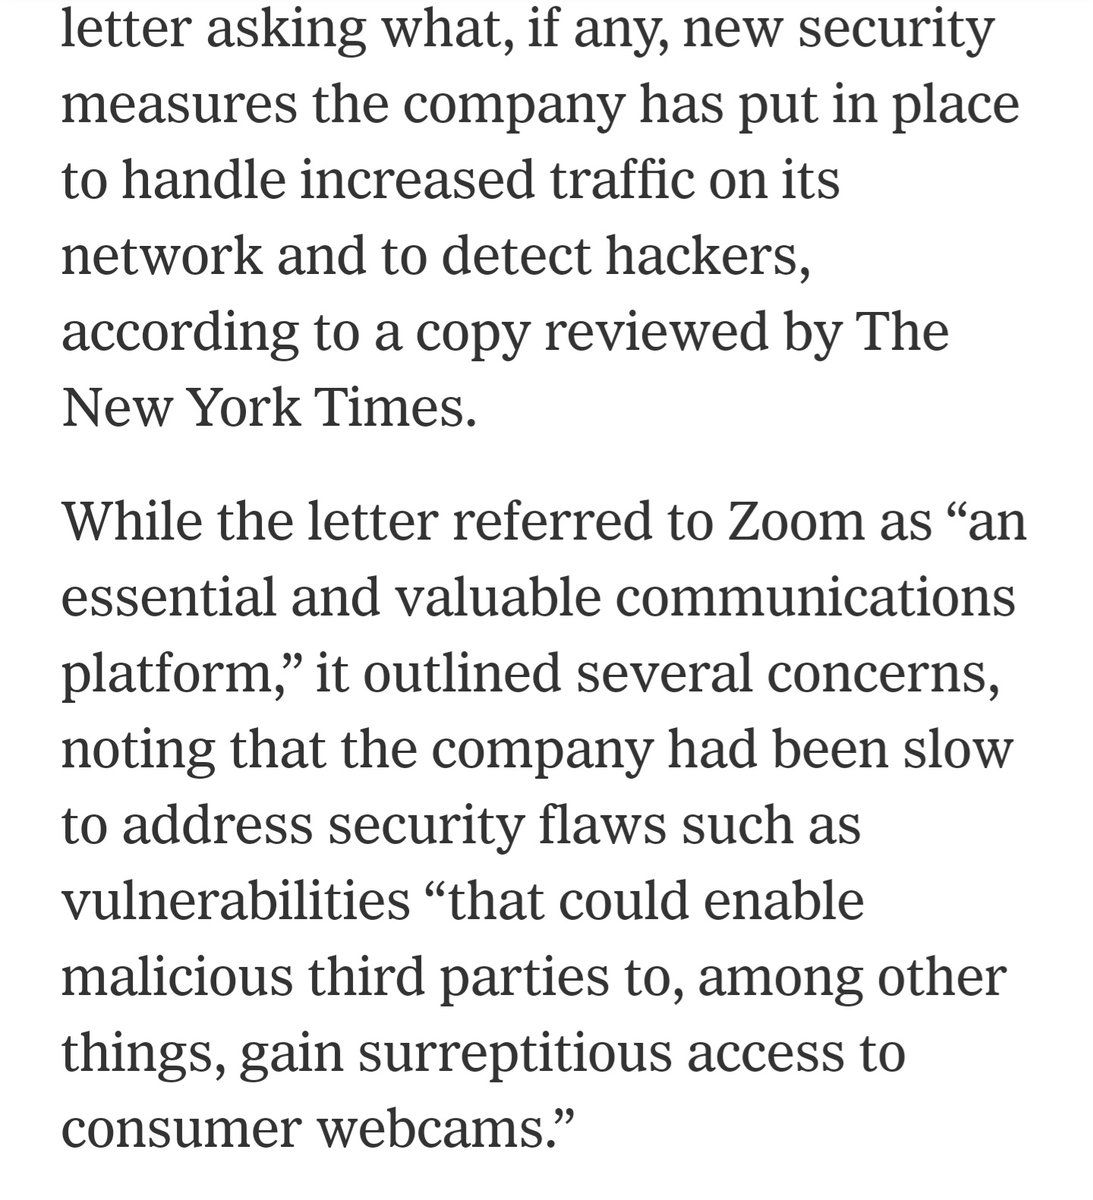 letter asking what, if any, new security
measures the company has put in place
to handle increased traffic on its
network and to detect hackers,
according to a copy reviewed by The
New York Times.
While the letter referred to Zoom as “an
essential and valuable communications
platform,” it outlined several concerns,
noting that the company had been slow
to address security flaws such as
vulnerabilities “that could enable
malicious third parties to, among other
things, gain surreptitious access to
consumer webcams.”